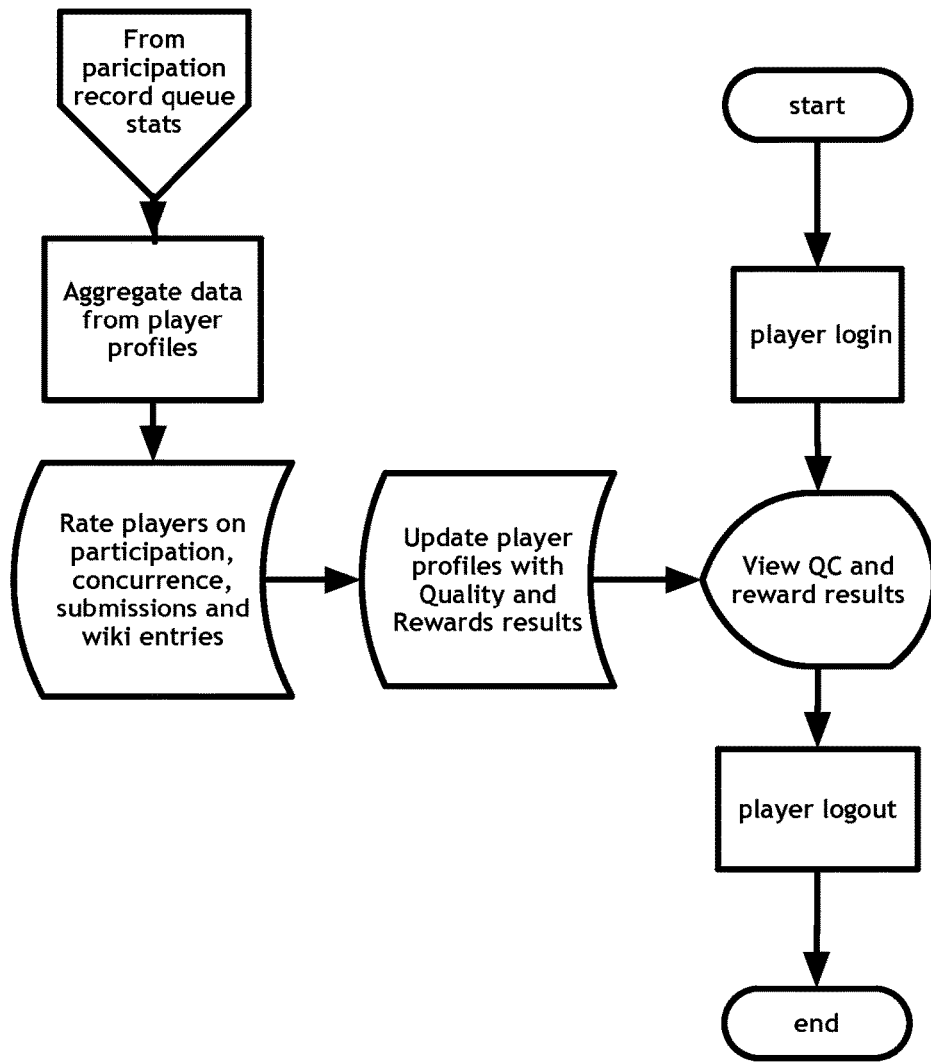 From
paricipation
record queue
stats
start
Aggregate data
from player
profiles
player login
Rate players on
participation,
concurrence,
submissions and
wiki entries
Update player
profiles with
Quality and
Rewards results
View QC and
reward results
player logout
end